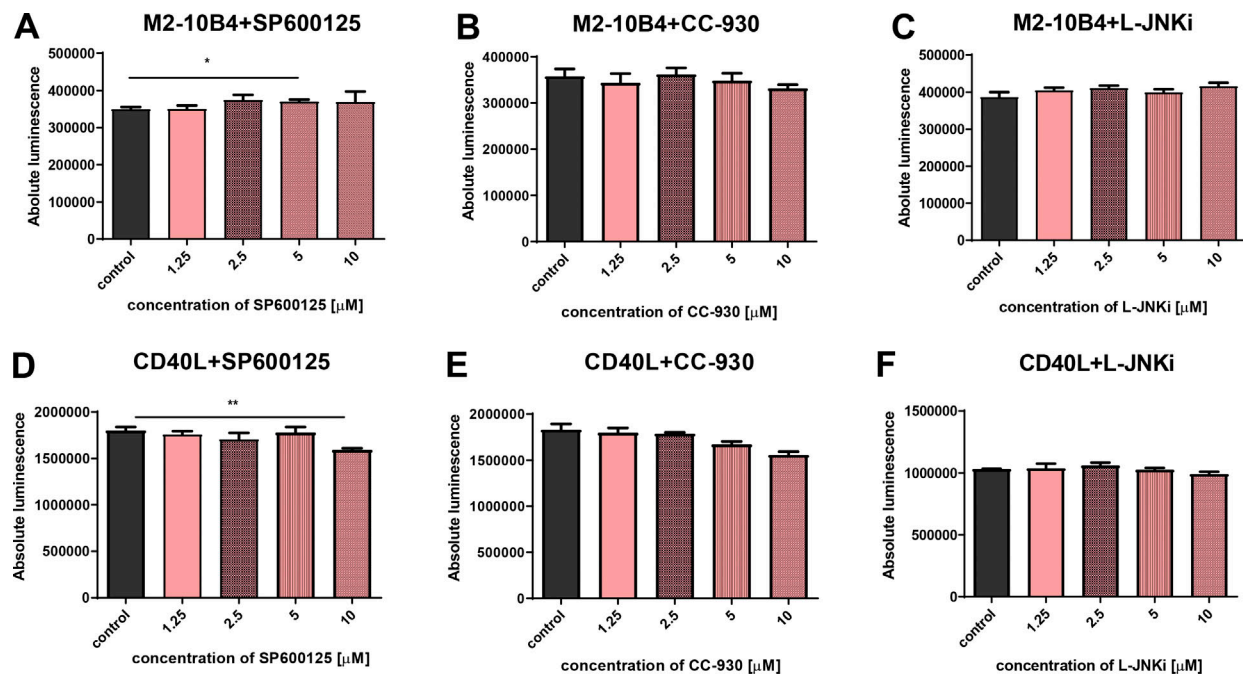 A
M2-10B4+SP600125
Abolute luminescence
500000
400000
300000
200000
100000
0
*
control
1.25
2.5
5
10
concentration of SP600125 [μM]
B
M2-10B4+CC-930
Abolute luminescence
400000
300000
200000
100000
0
control
1.25
2.5
5
10
concentration of CC-930 [μM]
C
M2-10B4+L-JNKi
Abolute luminescence
500000
400000
300000
200000
100000
0
control
1.25
2.5
5
10
concentration of L-JNKi [μM]
D
CD40L+SP600125
Absolute luminescence
2000000
1500000
1000000
500000
0
**
control
1.25
2.5
5
10
concentration of SP600125 [μM]
E
CD40L+CC-930
Absolute luminescence
2000000
1500000
1000000
500000
0
control
1.25
2.5
5
10
concentration of CC-930 [μM]
F
CD40L+L-JNKi
Absolute luminescence
1500000
1000000
500000
0
control
1.25
2.5
5
10
concentration of L-JNKi [μM]